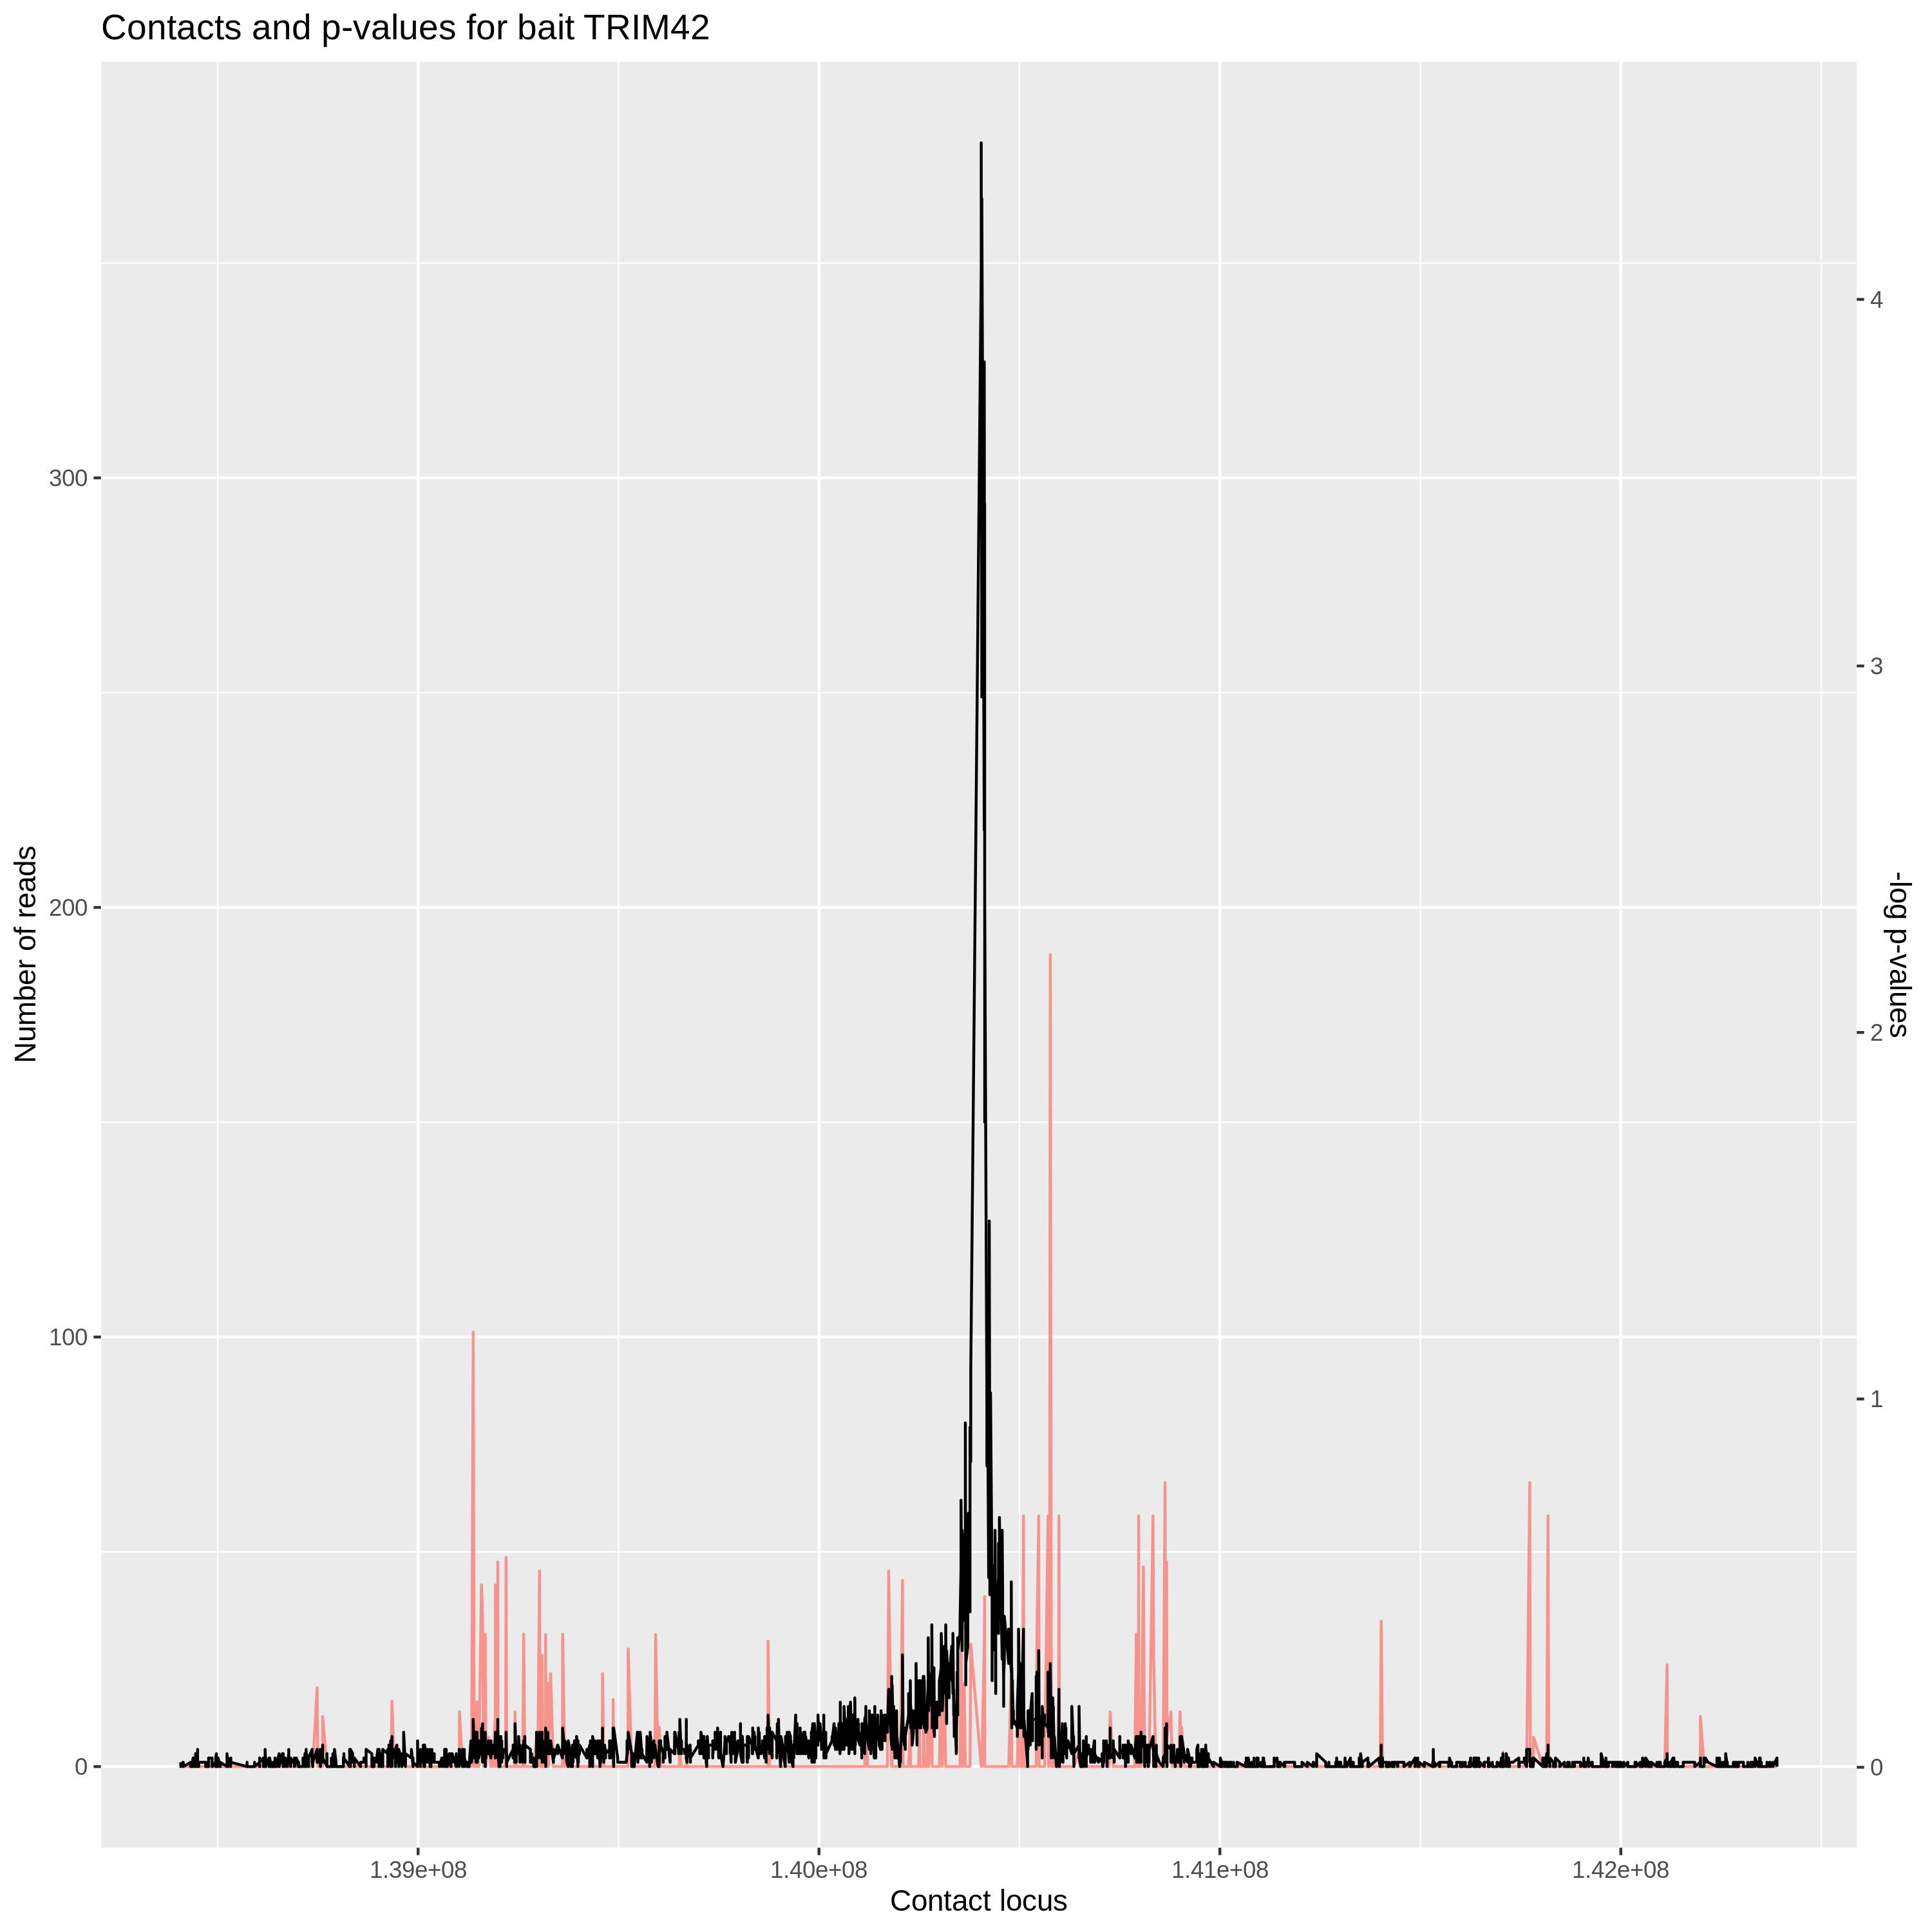 Contacts and p-values for bait TRIM42
Number of reads
300
200
100
0
4
3
2
1
0
-log p-values
1.39e+08
1.40e+08
1.41e+08
1.42e+08
Contact locus